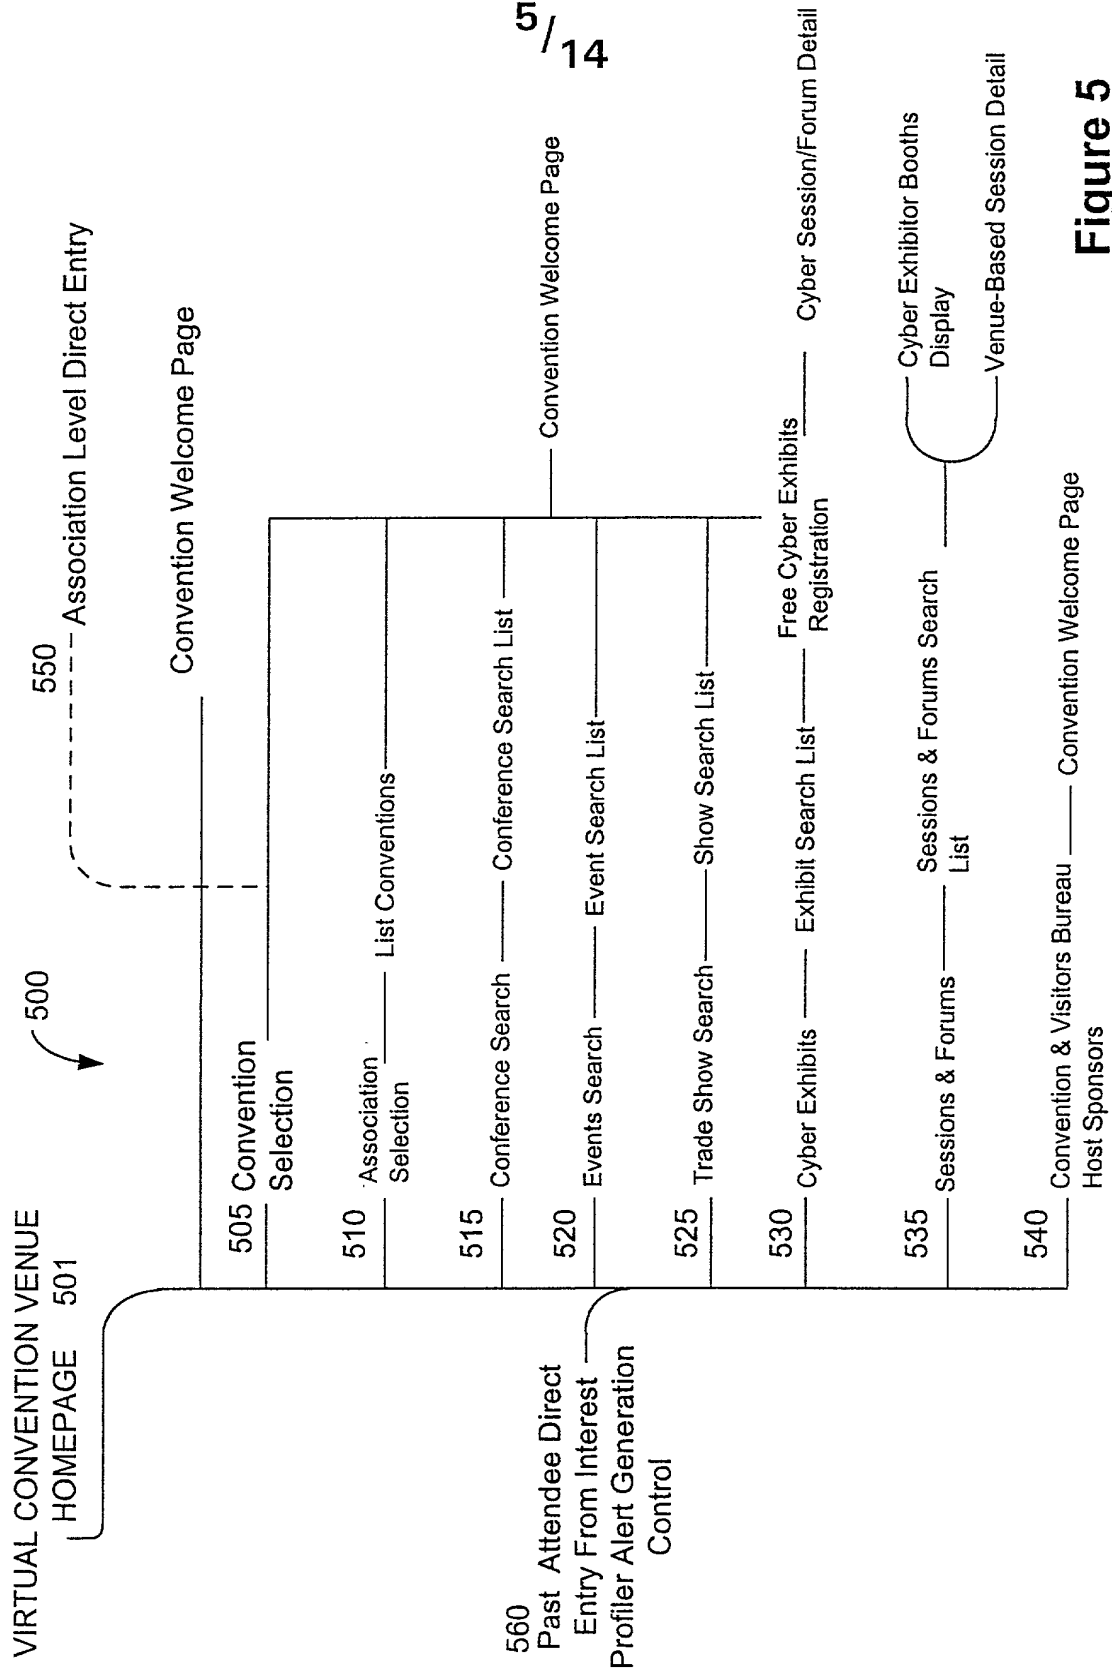 5/14
VIRTUAL CONVENTION VENUE
HOMEPAGE 501
500
550
Association Level Direct Entry
Convention Welcome Page
505 Convention
Selection
510 Association
Selection
List Conventions
515 Conference Search
Conference Search List
520 Events Search
Event Search List
525 Trade Show Search
Show Search List
Convention Welcome Page
530 Cyber Exhibits
Exhibit Search List
Free Cyber Exhibits
Registration
Cyber Session/Forum Detail
535 Sessions & Forums
Sessions & Forums Search
List
Cyber Exhibitor Booths
Display
Venue-Based Session Detail
540 Convention & Visitors Bureau
Host Sponsors
Convention Welcome Page
560
Past Attendee Direct
Entry From Interest
Profiler Alert Generation
Control
Figure 5